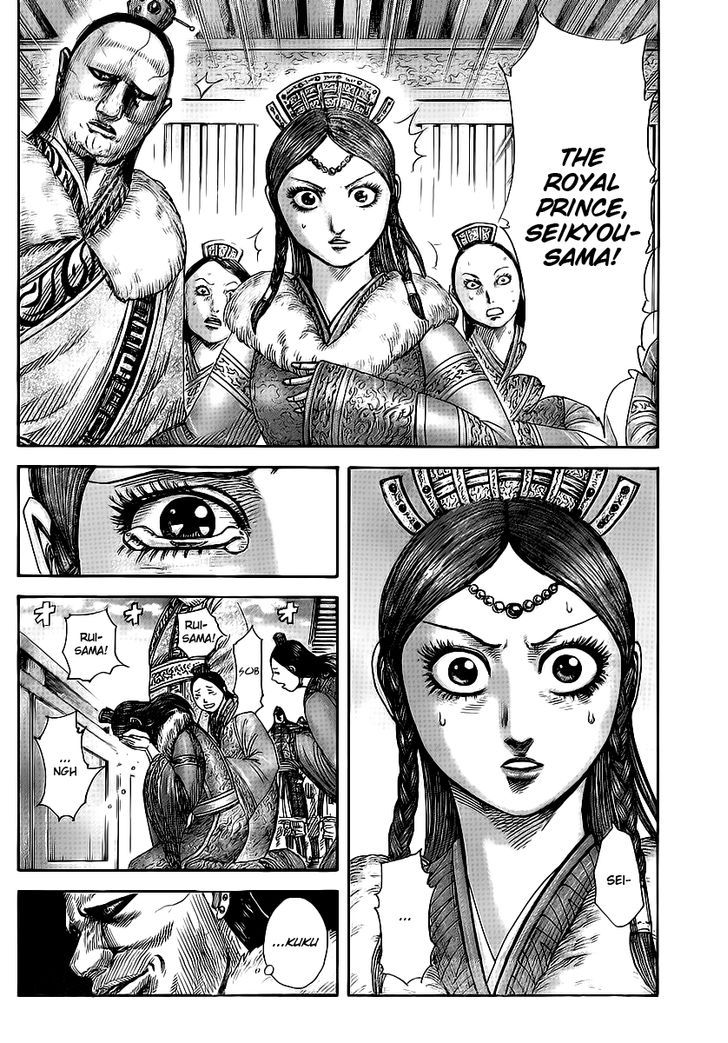 THE
ROYAL
PRINCE,
SEIKYOU-
SAMA!
SEI-
...
RUI-
SAMA!
RUI-
SAMA!
SOB
...
NGH
...KUKU